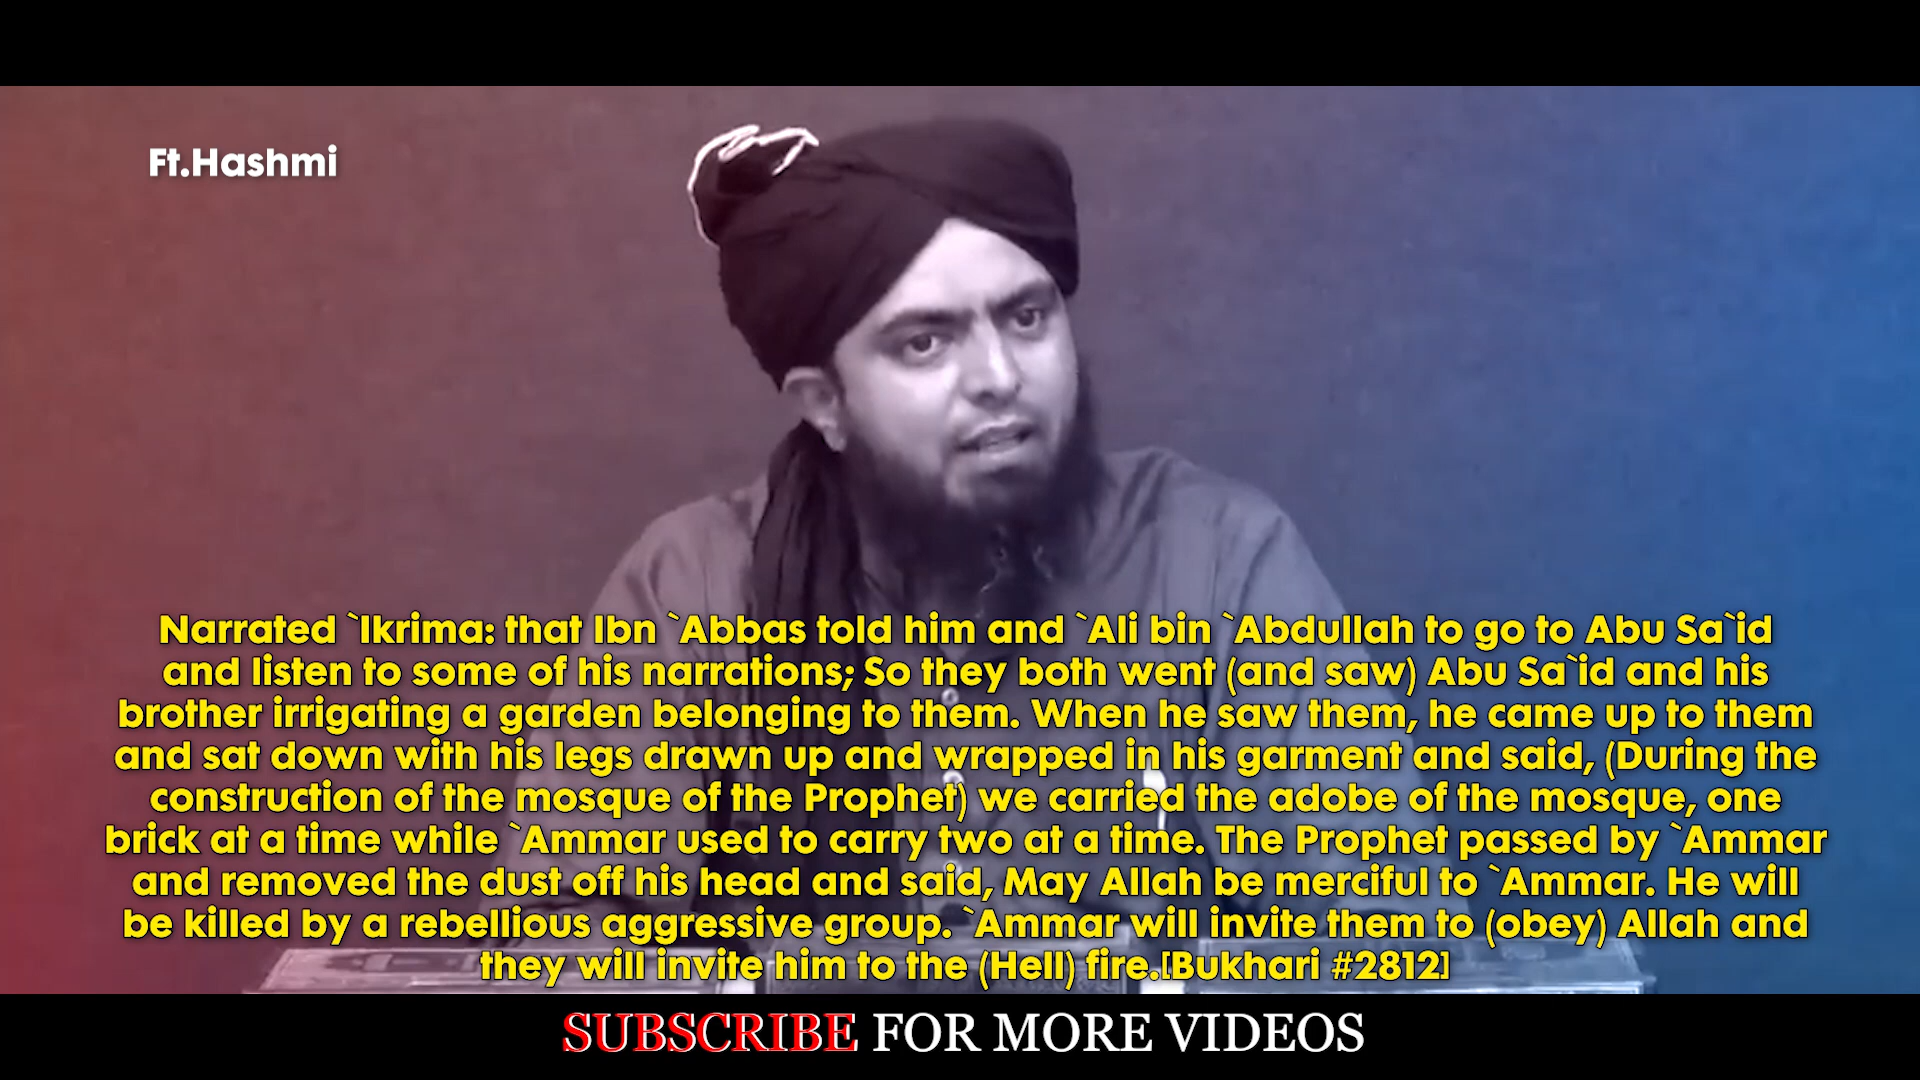 Ft.Hashmi
Narrated `Ikrima: that Ibn `Abbas told him and `Ali bin `Abdullah to go to Abu Sa`id
and listen to some of his narrations; So they both went (and saw) Abu Sa`id and his
brother irrigating a garden belonging to them. When he saw them, he came up to them
and sat down with his legs drawn up and wrapped in his garment and said, (During the
construction of the mosque of the Prophet) we carried the adobe of the mosque, one
brick at a time while `Ammar used to carry two at a time. The Prophet passed by `Ammar
and removed the dust off his head and said, May Allah be merciful to `Ammar. He will
be killed by a rebellious aggressive group. `Ammar will invite them to (obey) Allah and
they will invite him to the (Hell) fire.[Bukhari #2812]
SUBSCRIBE FOR MORE VIDEOS